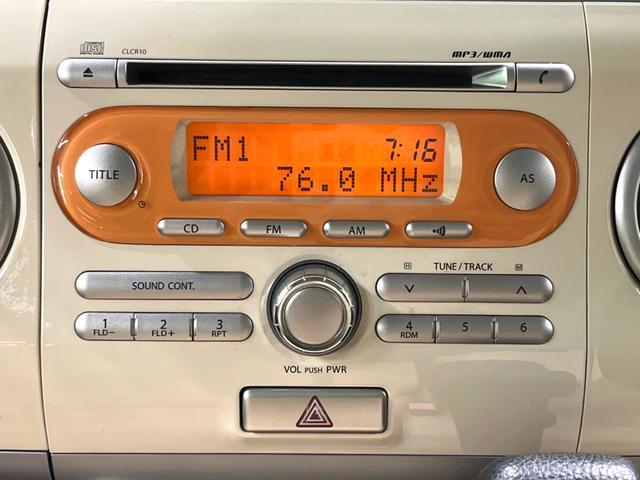 CLCR10 MP3/WMA
FM1 7:16
76.0 MHz
TITLE
AS
CD FM AM
SOUND CONT.
H TUNE/TRACK M
1 2 3 4 5 6
FLD- FLD+ RPT RDM
VOL PUSH PWR